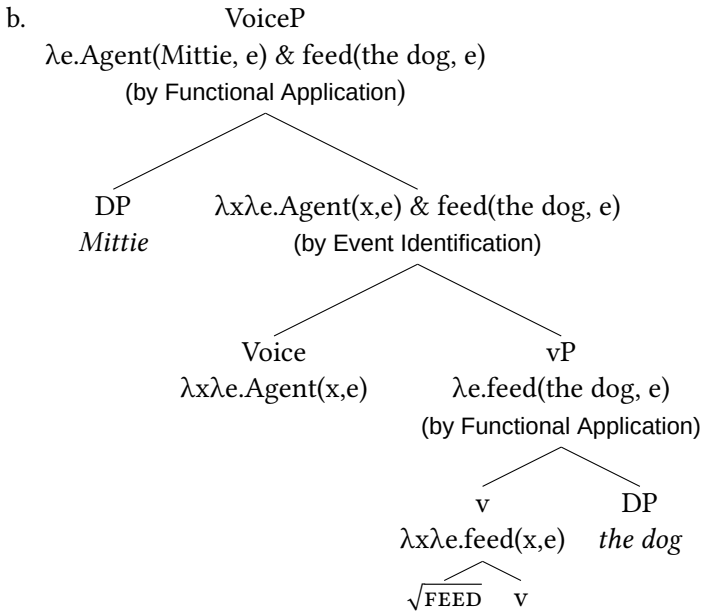 b. VoiceP
λe.Agent(Mittie, e) & feed(the dog, e)
(by Functional Application)
DP λxλe.Agent(x,e) & feed(the dog, e)
Mittie (by Event Identification)
Voice vP
λxλe.Agent(x,e) λe.feed(the dog, e)
(by Functional Application)
v DP
λxλe.feed(x,e) the dog
√FEED v